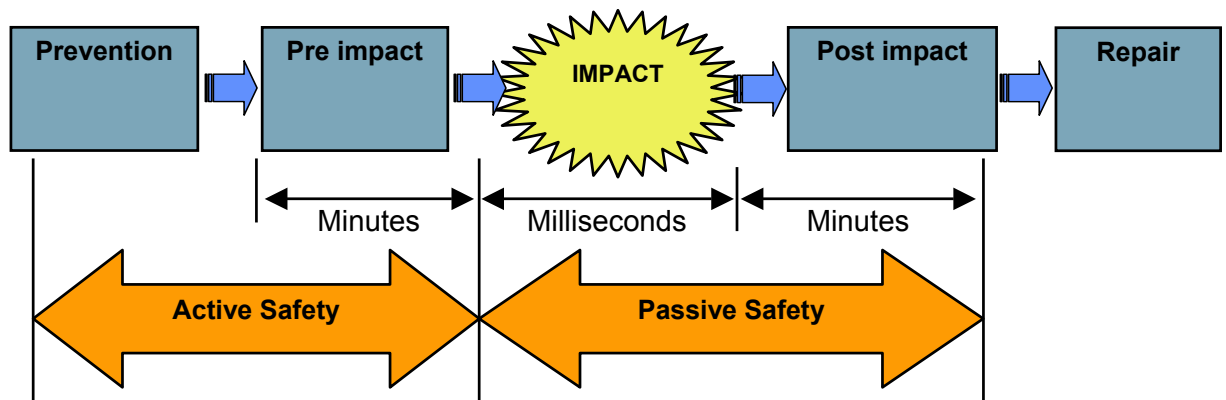 Prevention
Pre impact
IMPACT
Post impact
Repair
Minutes
Milliseconds
Minutes
Active Safety
Passive Safety